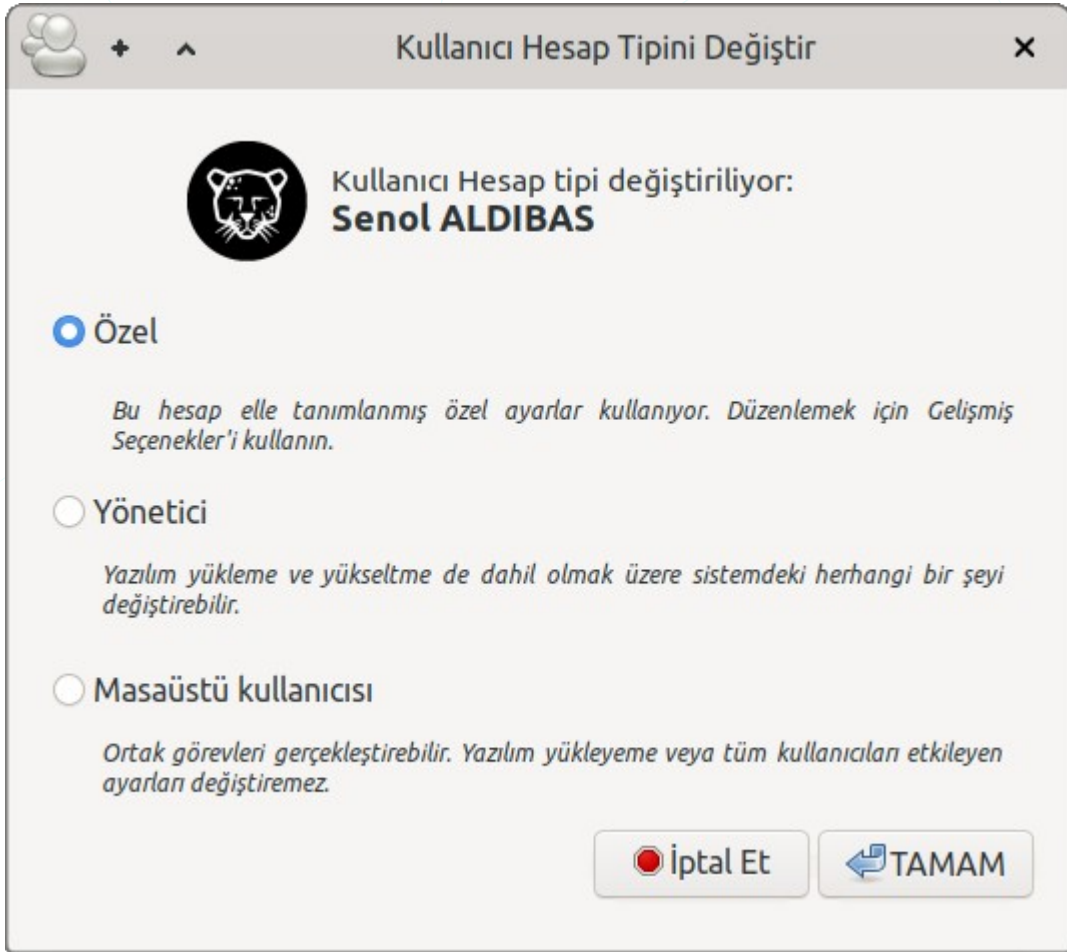 Kullanıcı Hesap Tipini Değiştir
Kullanıcı Hesap tipi değiştiriliyor:
Senol ALDIBAS
Özel
Bu hesap elle tanımlanmış özel ayarlar kullanıyor. Düzenlemek için Gelişmiş
Seçenekler'i kullanın.
Yönetici
Yazılım yükleme ve yükseltme de dahil olmak üzere sistemdeki herhangi bir şeyi
değiştirebilir.
Masaüstü kullanıcısı
Ortak görevleri gerçekleştirebilir. Yazılım yükleyeme veya tüm kullanıcıları etkileyen
ayarları değiştiremez.
İptal Et
TAMAM